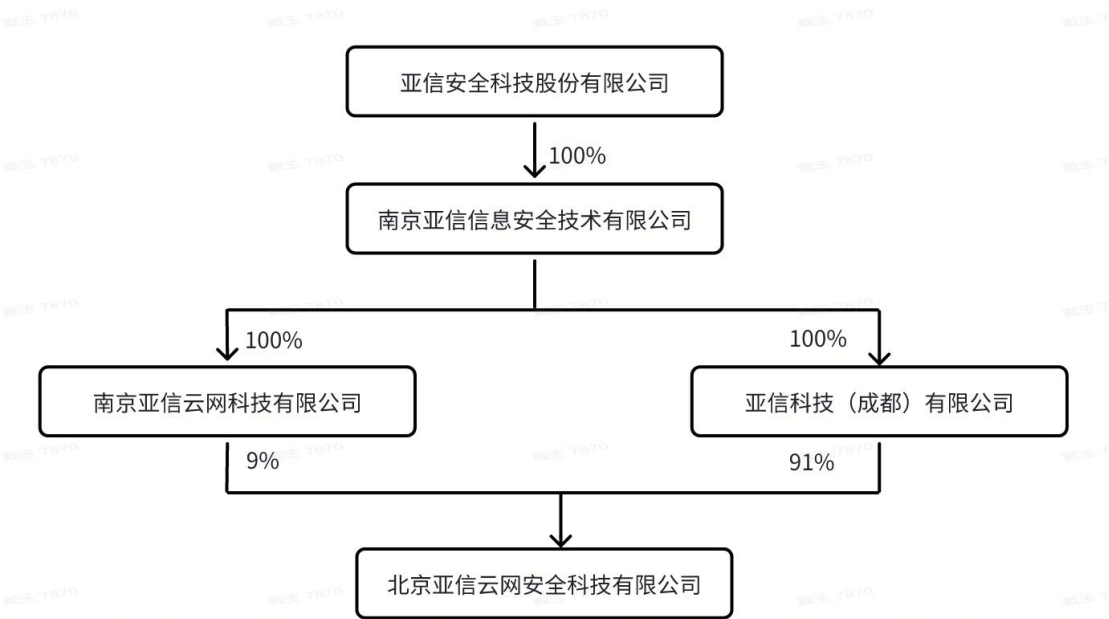 亚信安全科技股份有限公司
100%
南京亚信信息安全技术有限公司
100%
100%
南京亚信云网科技有限公司
亚信科技（成都）有限公司
9%
91%
北京亚信云网安全科技有限公司